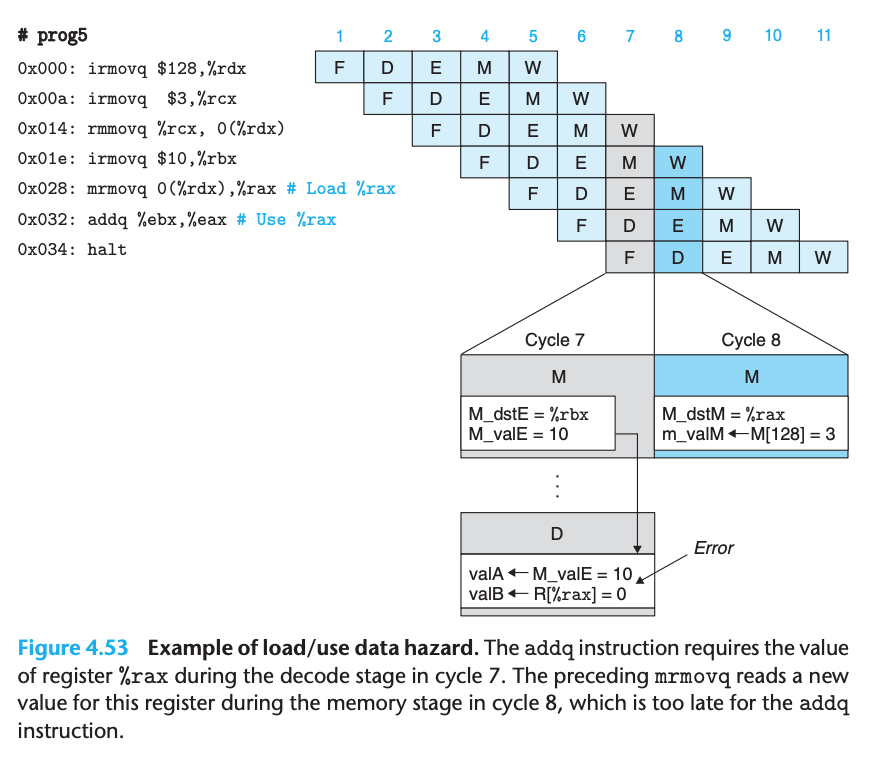 # prog5 1 2 3 4 5 6 7 8 9 10 11
0x000: irmovq $128,%rdx F D E M W
0x00a: irmovq  $3,%rcx F D E M W
0x014: rmmovq %rcx, 0(%rdx) F D E M W
0x01e: irmovq $10,%rbx F D E M W
0x028: mrmovq 0(%rdx),%rax # Load %rax F D E M W
0x032: addq %ebx,%eax # Use %rax F D E M W
0x034: halt F D E M W
Cycle 7 Cycle 8
M M
M_dstE = %rbx M_dstM = %rax
M_valE = 10 m_valM ← M[128] = 3
D
Error
valA ← M_valE = 10
valB ← R[%rax] = 0
Figure 4.53 Example of load/use data hazard. The addq instruction requires the value
of register %rax during the decode stage in cycle 7. The preceding mrmovq reads a new
value for this register during the memory stage in cycle 8, which is too late for the addq
instruction.